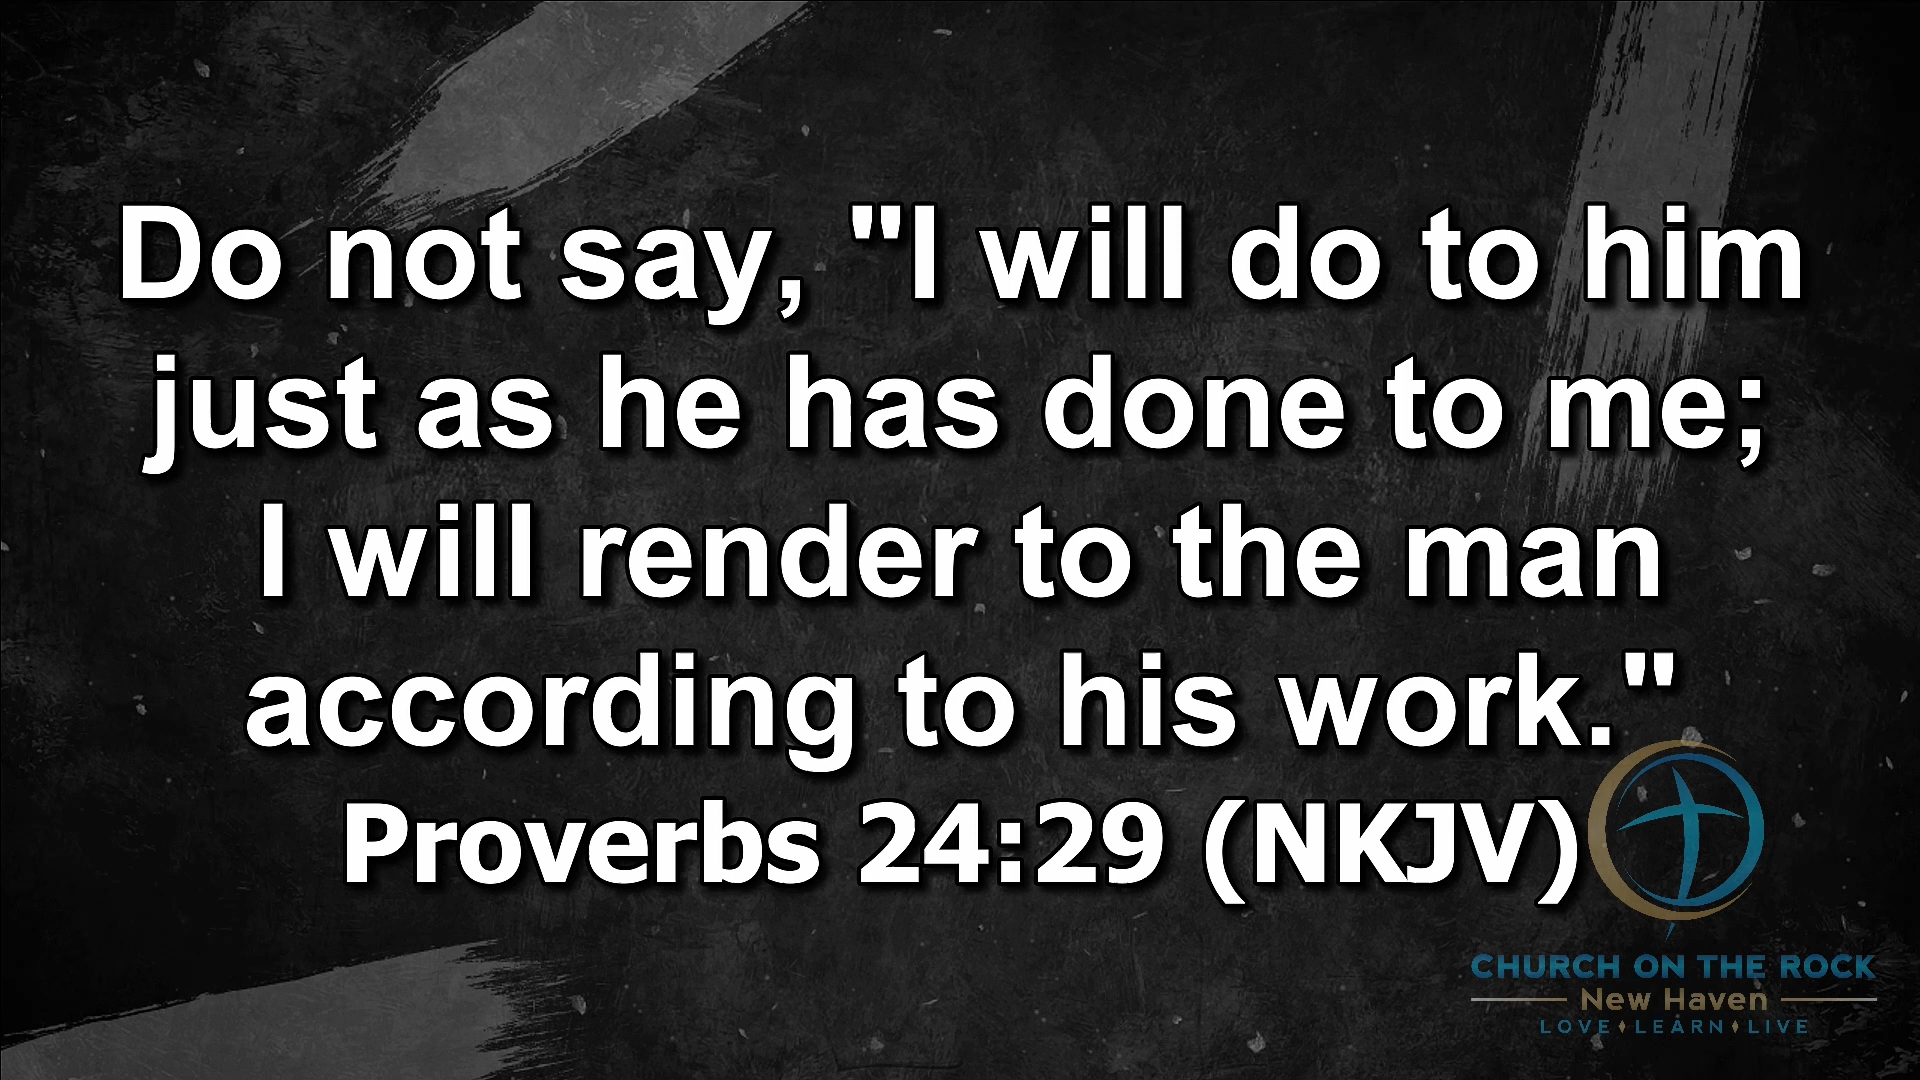 Do not say, "I will do to him
just as he has done to me;
I will render to the man
according to his work."
Proverbs 24:29 (NKJV)
CHURCH ON THE ROCK
New Haven
LOVE♦LEARN♦LIVE